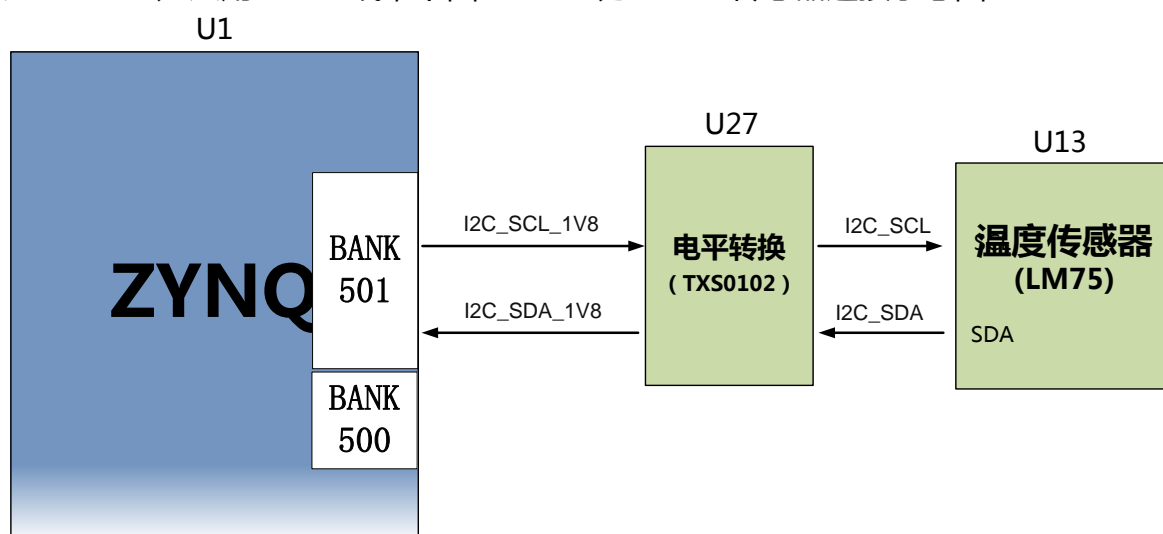 U1
U27
U13
ZYNQ
BANK
501
BANK
500
I2C_SCL_1V8
I2C_SDA_1V8
电平转换
(TXS0102)
I2C_SCL
I2C_SDA
温度传感器
(LM75)
SDA